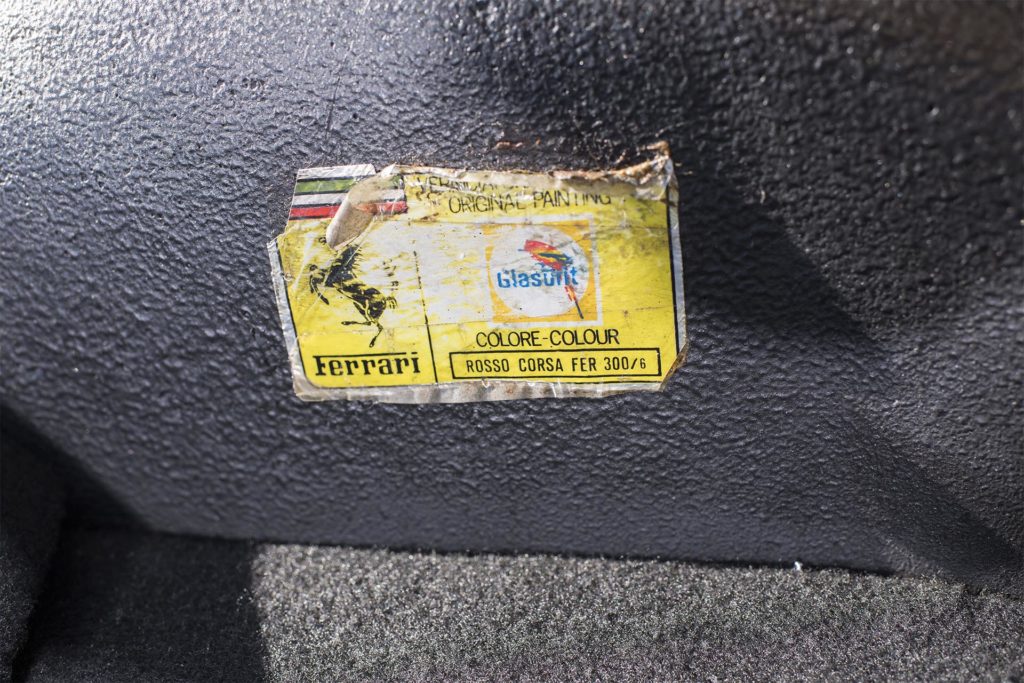 ORIGINAL PAINTING
Glasurit
COLORE-COLOUR
Ferrari
ROSSO CORSA FER 300/6